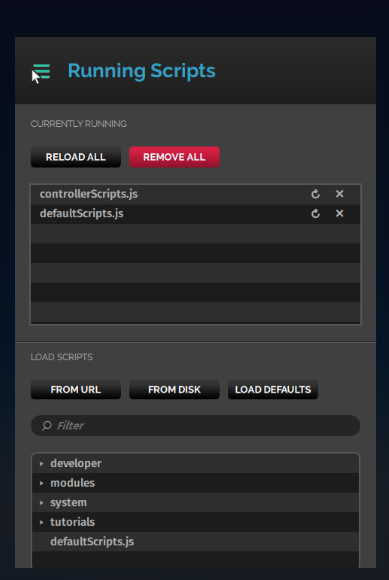 Running Scripts
CURRENTLY RUNNING
RELOAD ALL REMOVE ALL
controllerScripts.js
defaultScripts.js
LOAD SCRIPTS
FROM URL FROM DISK LOAD DEFAULTS
Filter
developer
modules
system
tutorials
defaultScripts.js